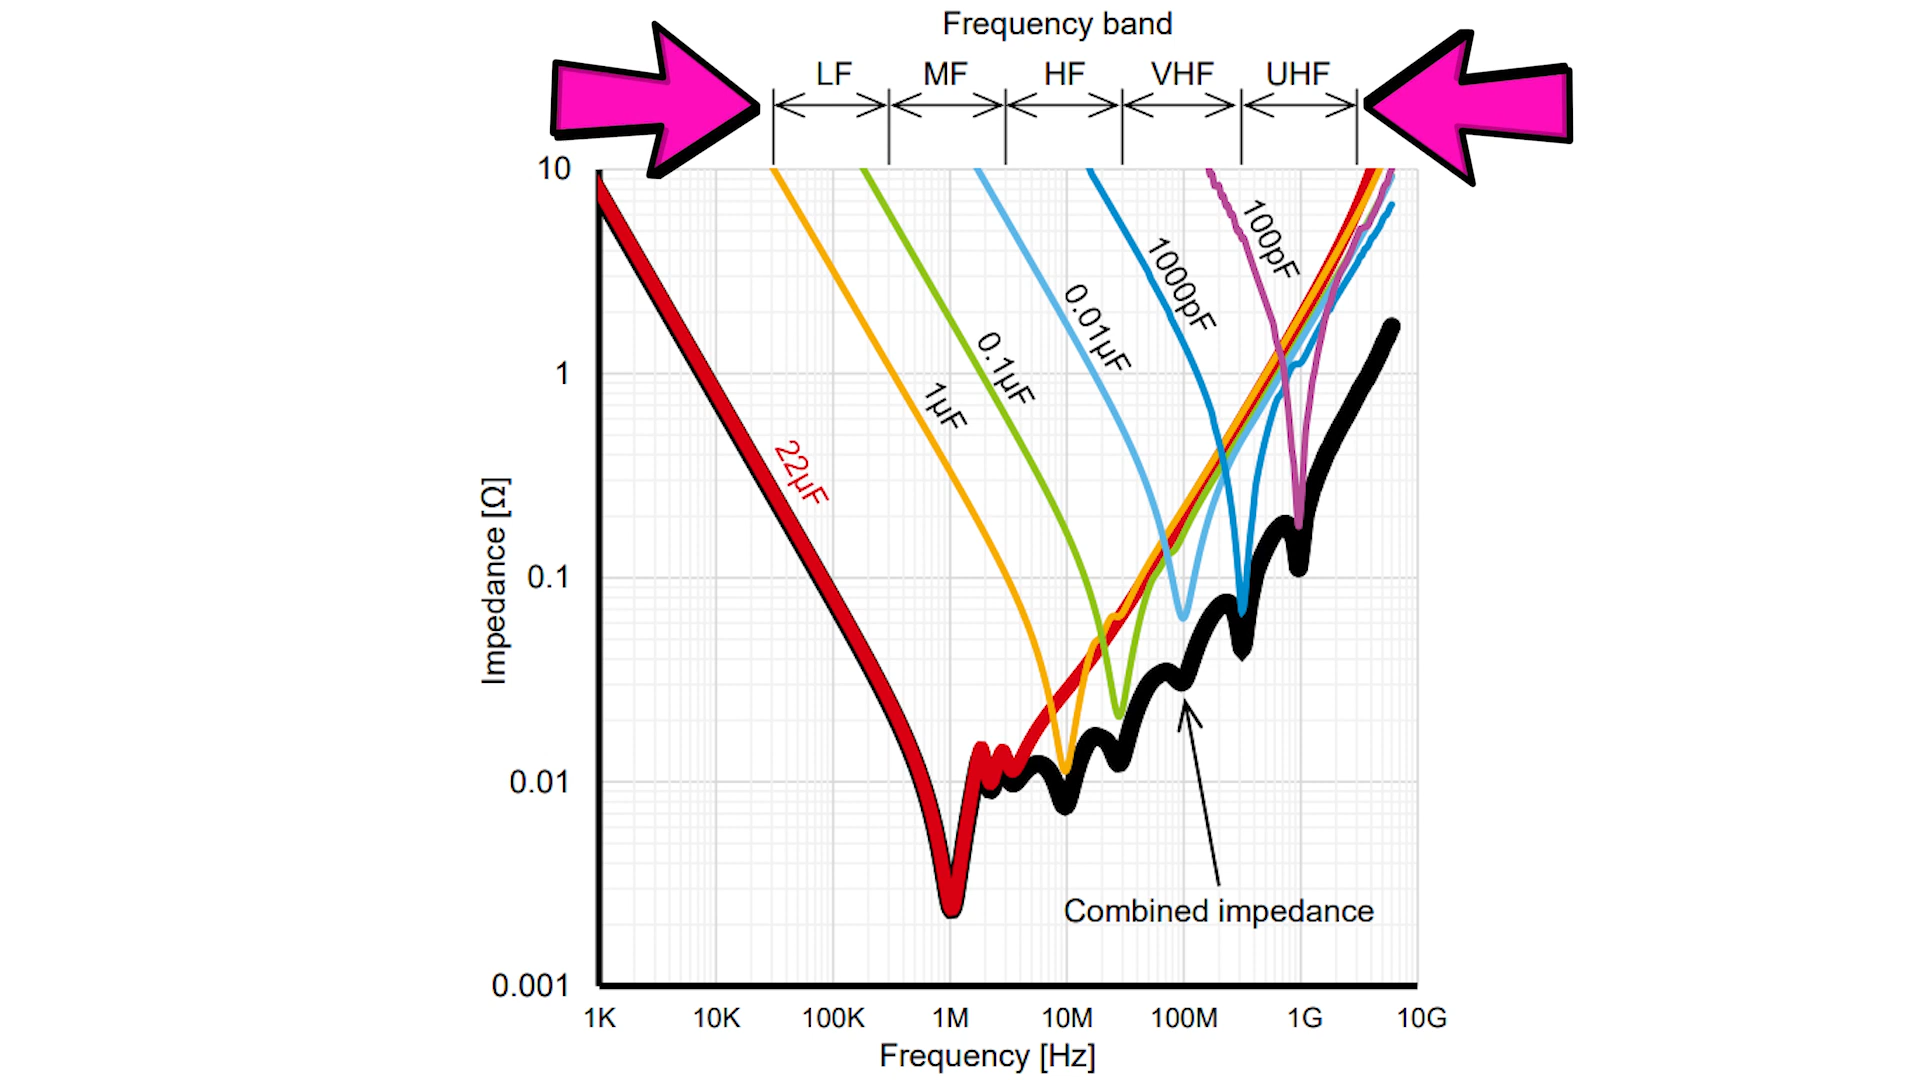 Frequency band
LF MF HF VHF UHF
10
1
0.1
0.01
0.001
Impedance [Ω]
22µF
1µF
0.1µF
0.01µF
1000pF
100pF
Combined impedance
1K 10K 100K 1M 10M 100M 1G 10G
Frequency [Hz]